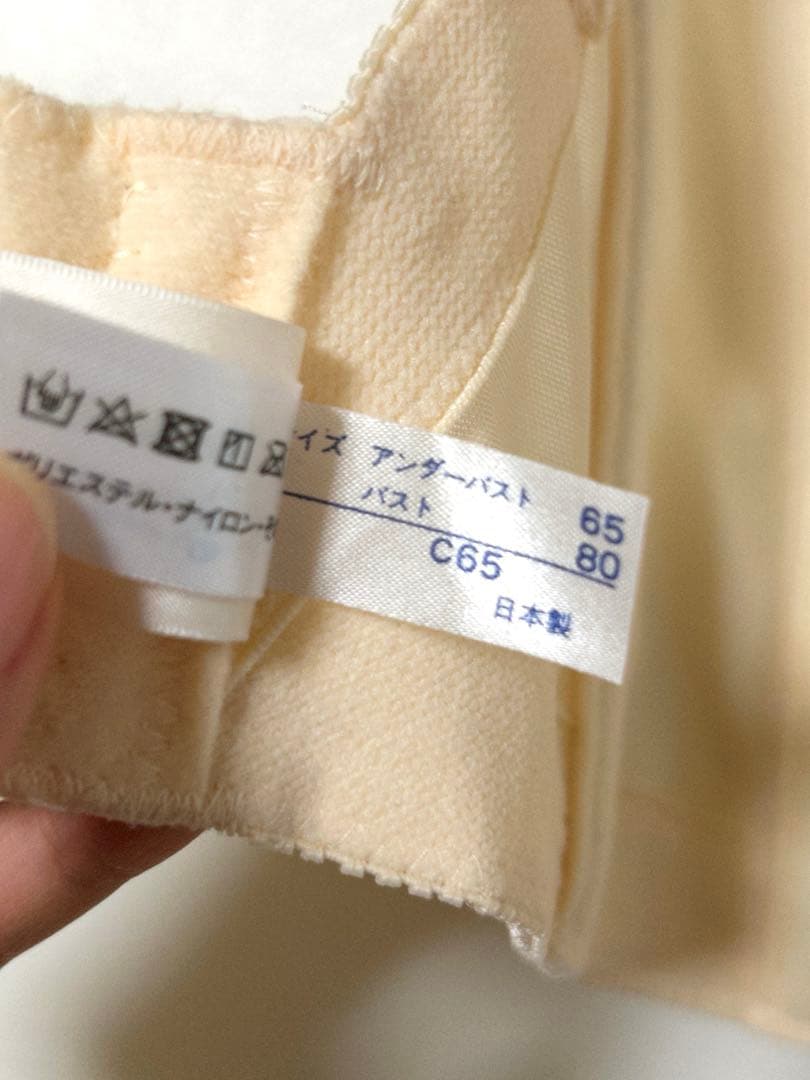 ポリエステル・ナイロン・そ
イズ アンダーバスト 65
バスト 80
C65
日本製